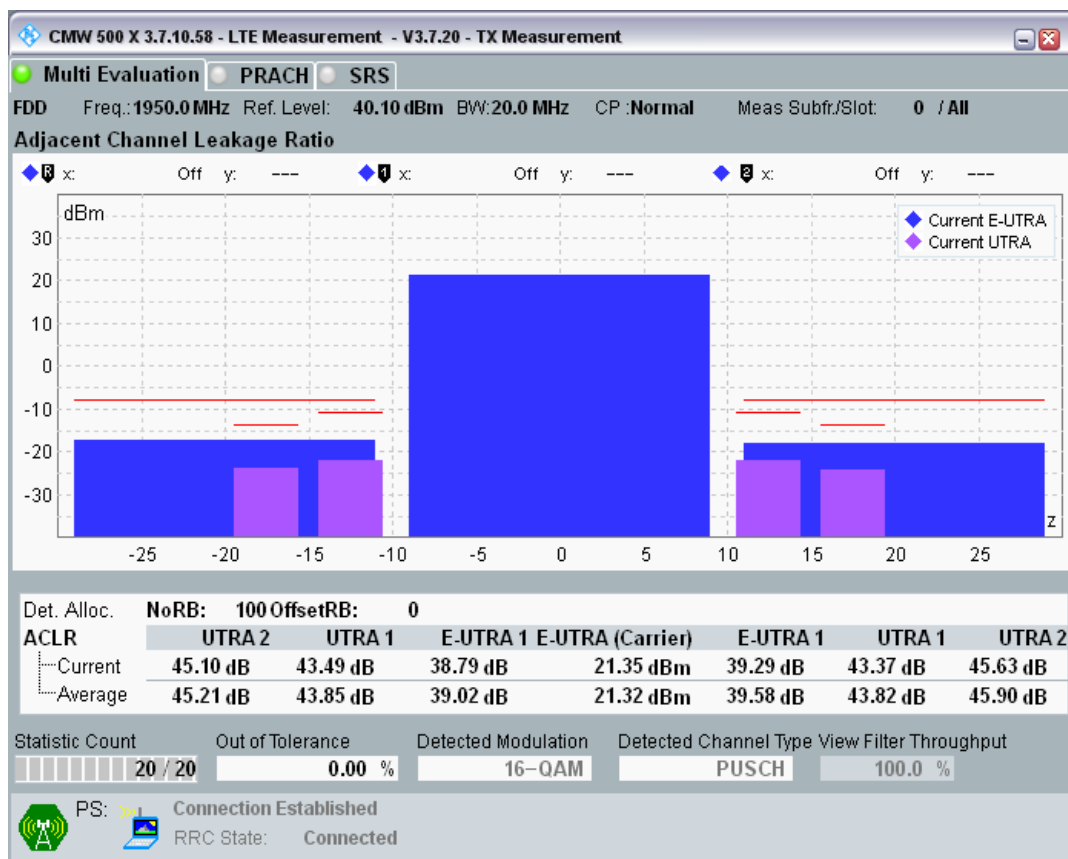 CMW 500 X 3.7.10.58 - LTE Measurement - V3.7.20 - TX Measurement
Multi Evaluation PRACH SRS
FDD Freq.:1950.0 MHz Ref. Level: 40.10 dBm BW:20.0 MHz CP :Normal Meas Subfr./Slot: 0 / All
Adjacent Channel Leakage Ratio
R x: Off y: --- 1 x: Off y: --- 2 x: Off y: ---
dBm
Current E-UTRA
Current UTRA
30
20
10
0
-10
-20
-30
z
-25 -20 -15 -10 -5 0 5 10 15 20 25
Det. Alloc. NoRB: 100 OffsetRB: 0
ACLR UTRA 2 UTRA 1 E-UTRA 1 E-UTRA (Carrier) E-UTRA 1 UTRA 1 UTRA 2
Current 45.10 dB 43.49 dB 38.79 dB 21.35 dBm 39.29 dB 43.37 dB 45.63 dB
Average 45.21 dB 43.85 dB 39.02 dB 21.32 dBm 39.58 dB 43.82 dB 45.90 dB
Statistic Count Out of Tolerance Detected Modulation Detected Channel Type View Filter Throughput
20 / 20 0.00 % 16-QAM PUSCH 100.0 %
PS: Connection Established
RRC State: Connected